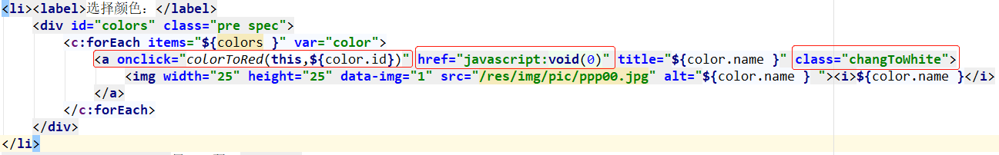 <li><label>选择颜色：</label>
<div id="colors" class="pre spec">
<c:forEach items="${colors }" var="color">
<a onclick="colorToRed(this,${color.id})" href="javascript:void(0)" title="${color.name }" class="changToWhite">
<img width="25" height="25" data-img="1" src="/res/img/pic/ppp00.jpg" alt="${color.name } "><i>${color.name }</i>
</a>
</c:forEach>
</div>
</li>